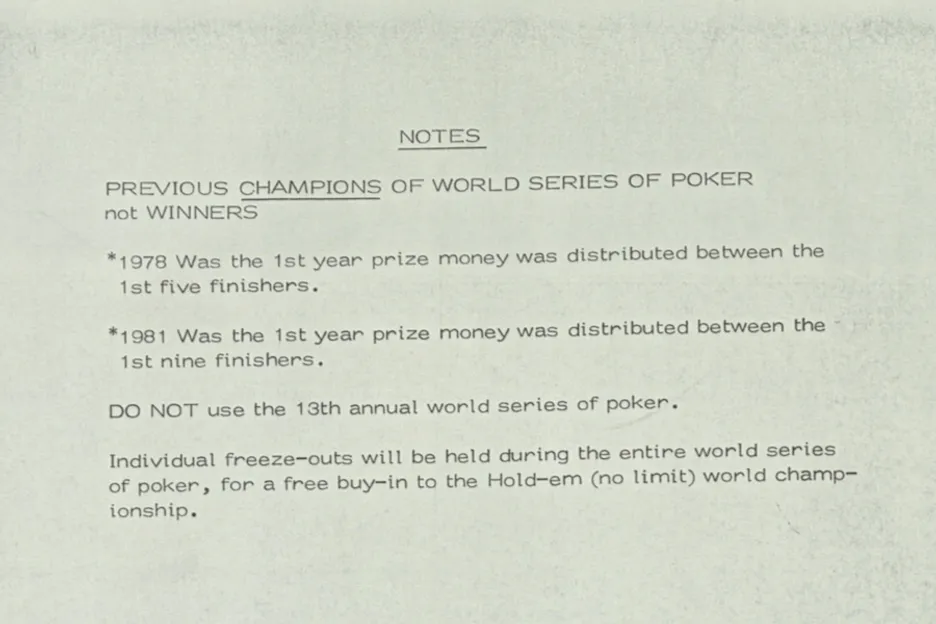 NOTES
PREVIOUS CHAMPIONS OF WORLD SERIES OF POKER
not WINNERS
*1978 Was the 1st year prize money was distributed between the
1st five finishers.
*1981 Was the 1st year prize money was distributed between the
1st nine finishers.
DO NOT use the 13th annual world series of poker.
Individual freeze-outs will be held during the entire world series
of poker, for a free buy-in to the Hold-em (no limit) world champ-
ionship.